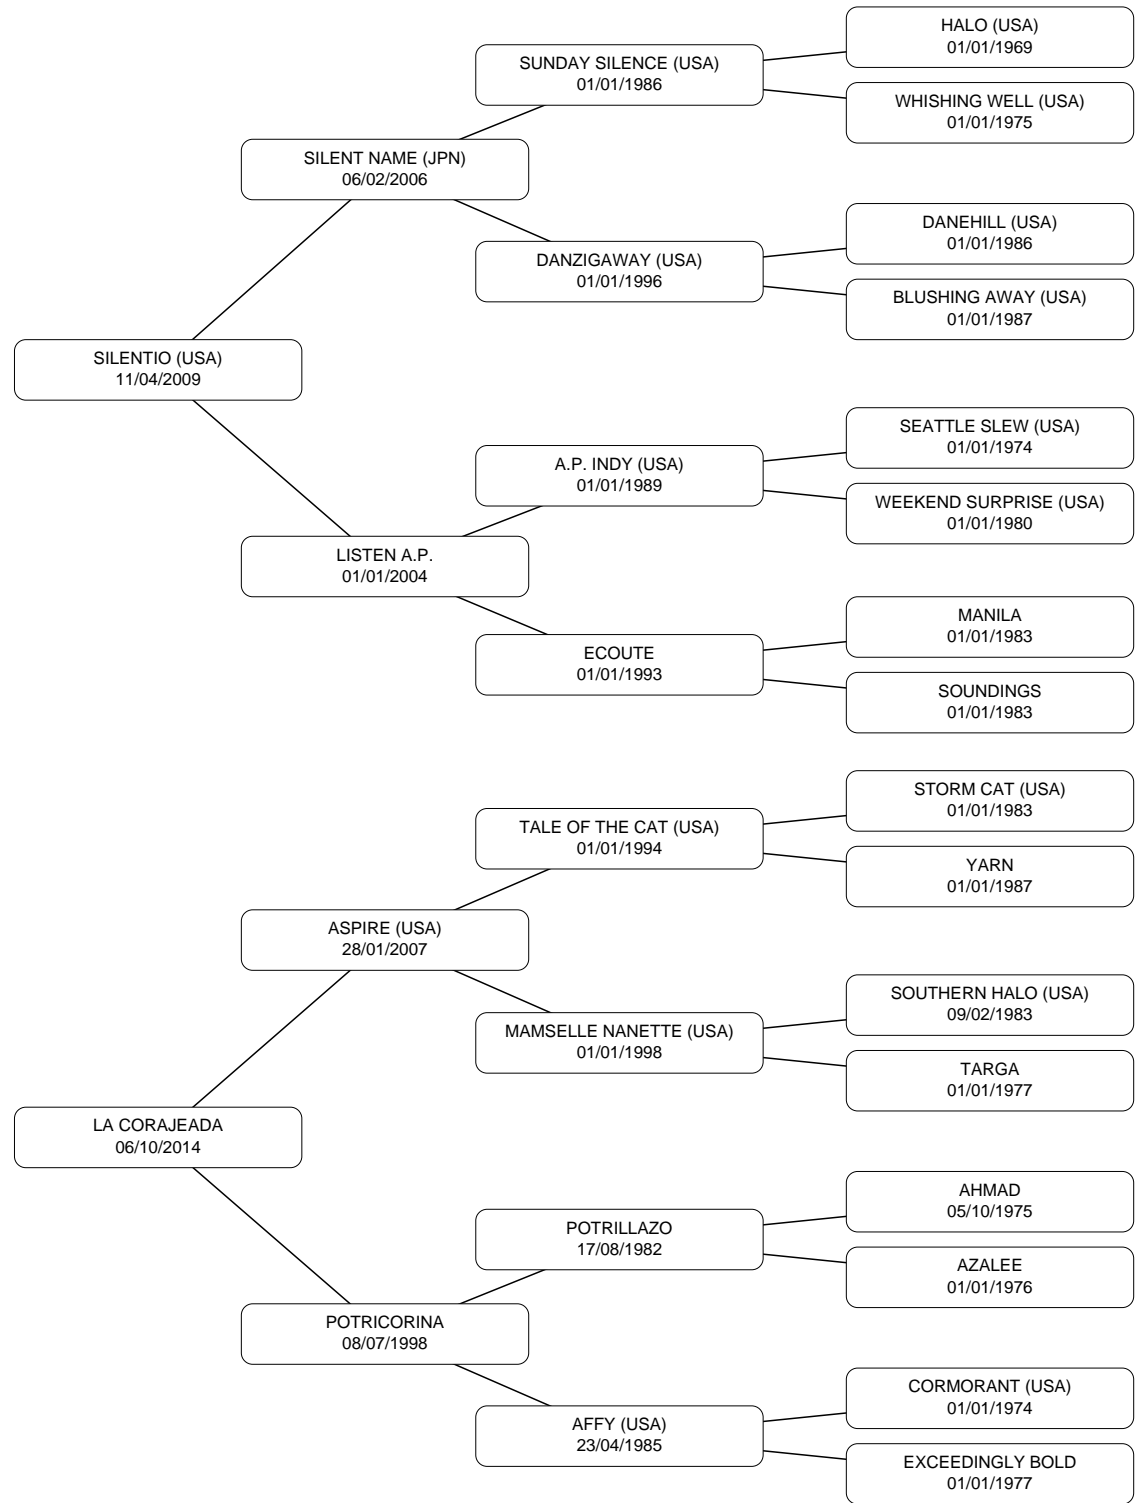 HALO (USA)
01/01/1969
SUNDAY SILENCE (USA)
01/01/1986
WHISHING WELL (USA)
01/01/1975
SILENT NAME (JPN)
06/02/2006
DANEHILL (USA)
01/01/1986
DANZIGAWAY (USA)
01/01/1996
BLUSHING AWAY (USA)
01/01/1987
SILENTIO (USA)
11/04/2009
SEATTLE SLEW (USA)
01/01/1974
A.P. INDY (USA)
01/01/1989
WEEKEND SURPRISE (USA)
01/01/1980
LISTEN A.P.
01/01/2004
MANILA
01/01/1983
ECOUTE
01/01/1993
SOUNDINGS
01/01/1983
STORM CAT (USA)
01/01/1983
TALE OF THE CAT (USA)
01/01/1994
YARN
01/01/1987
ASPIRE (USA)
28/01/2007
SOUTHERN HALO (USA)
09/02/1983
MAMSELLE NANETTE (USA)
01/01/1998
TARGA
01/01/1977
LA CORAJEADA
06/10/2014
AHMAD
05/10/1975
POTRILLAZO
17/08/1982
AZALEE
01/01/1976
POTRICORINA
08/07/1998
CORMORANT (USA)
01/01/1974
AFFY (USA)
23/04/1985
EXCEEDINGLY BOLD
01/01/1977